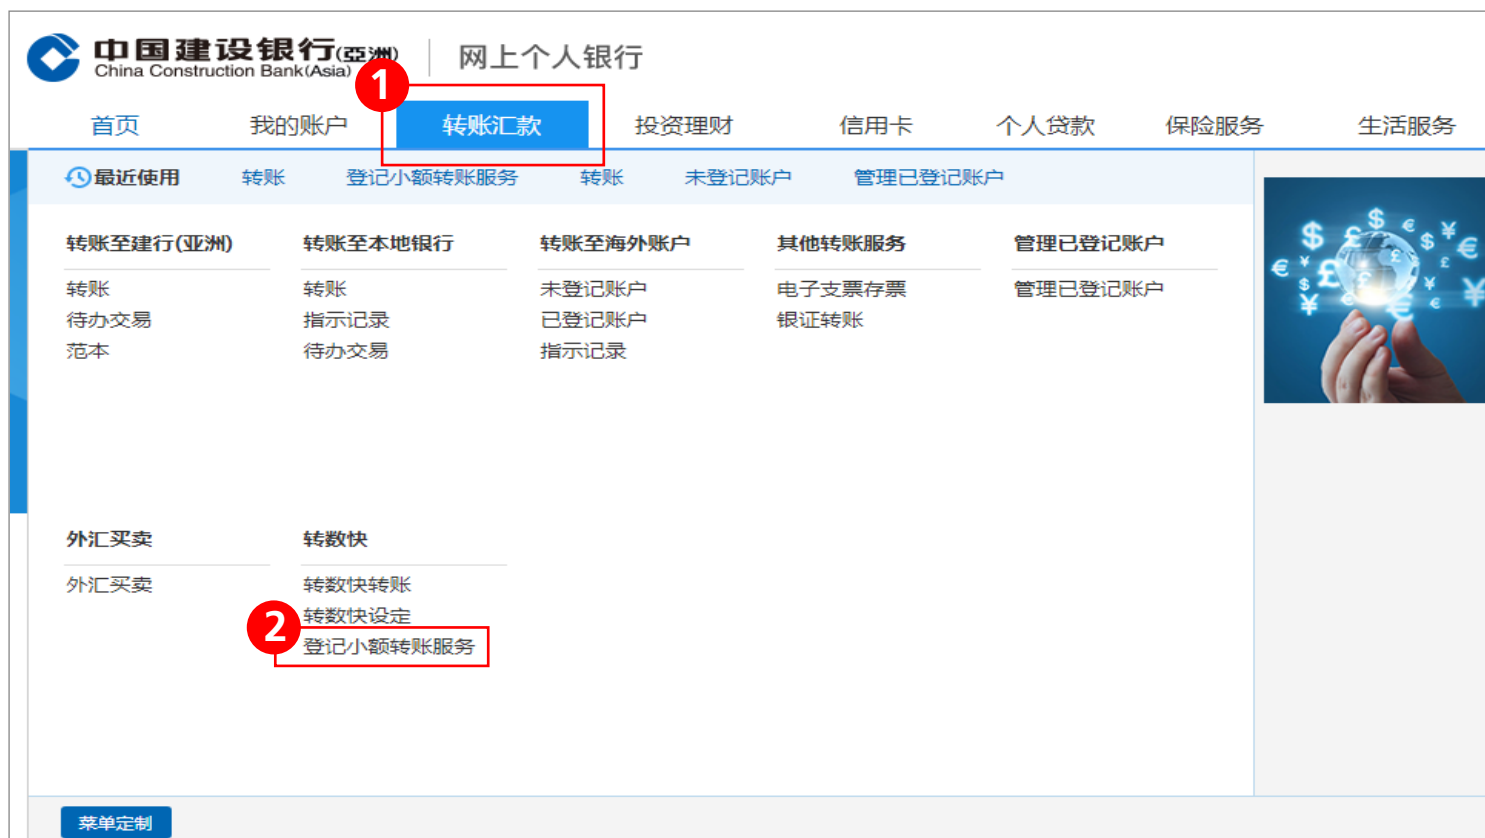 中国建设银行(亞洲) 网上个人银行
China Construction Bank(Asia)
1
首页 我的账户 转账汇款 投资理财 信用卡 个人贷款 保险服务 生活服务
最近使用 转账 登记小额转账服务 转账 未登记账户 管理已登记账户
转账至建行(亚洲) 转账至本地银行 转账至海外账户 其他转账服务 管理已登记账户
转账 转账 未登记账户 电子支票存票 管理已登记账户
待办交易 指示记录 已登记账户 银证转账
范本 待办交易 指示记录
外汇买卖 转数快
外汇买卖 转数快转账
转数快设定
2
登记小额转账服务
菜单定制